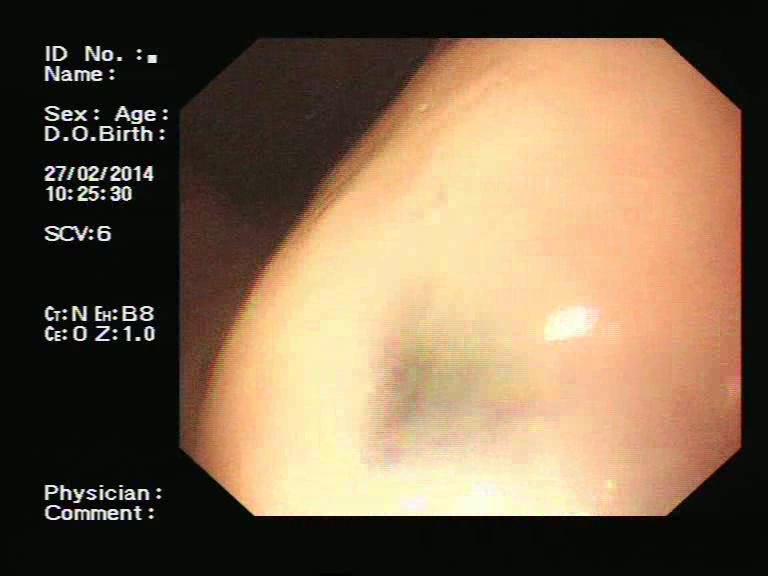 ID No. :
Name:
Sex: Age:
D.O.Birth:
27/02/2014
10:25:30
SCV:6
CT:N EH:B8
CE:0 Z:1.0
Physician:
Comment: